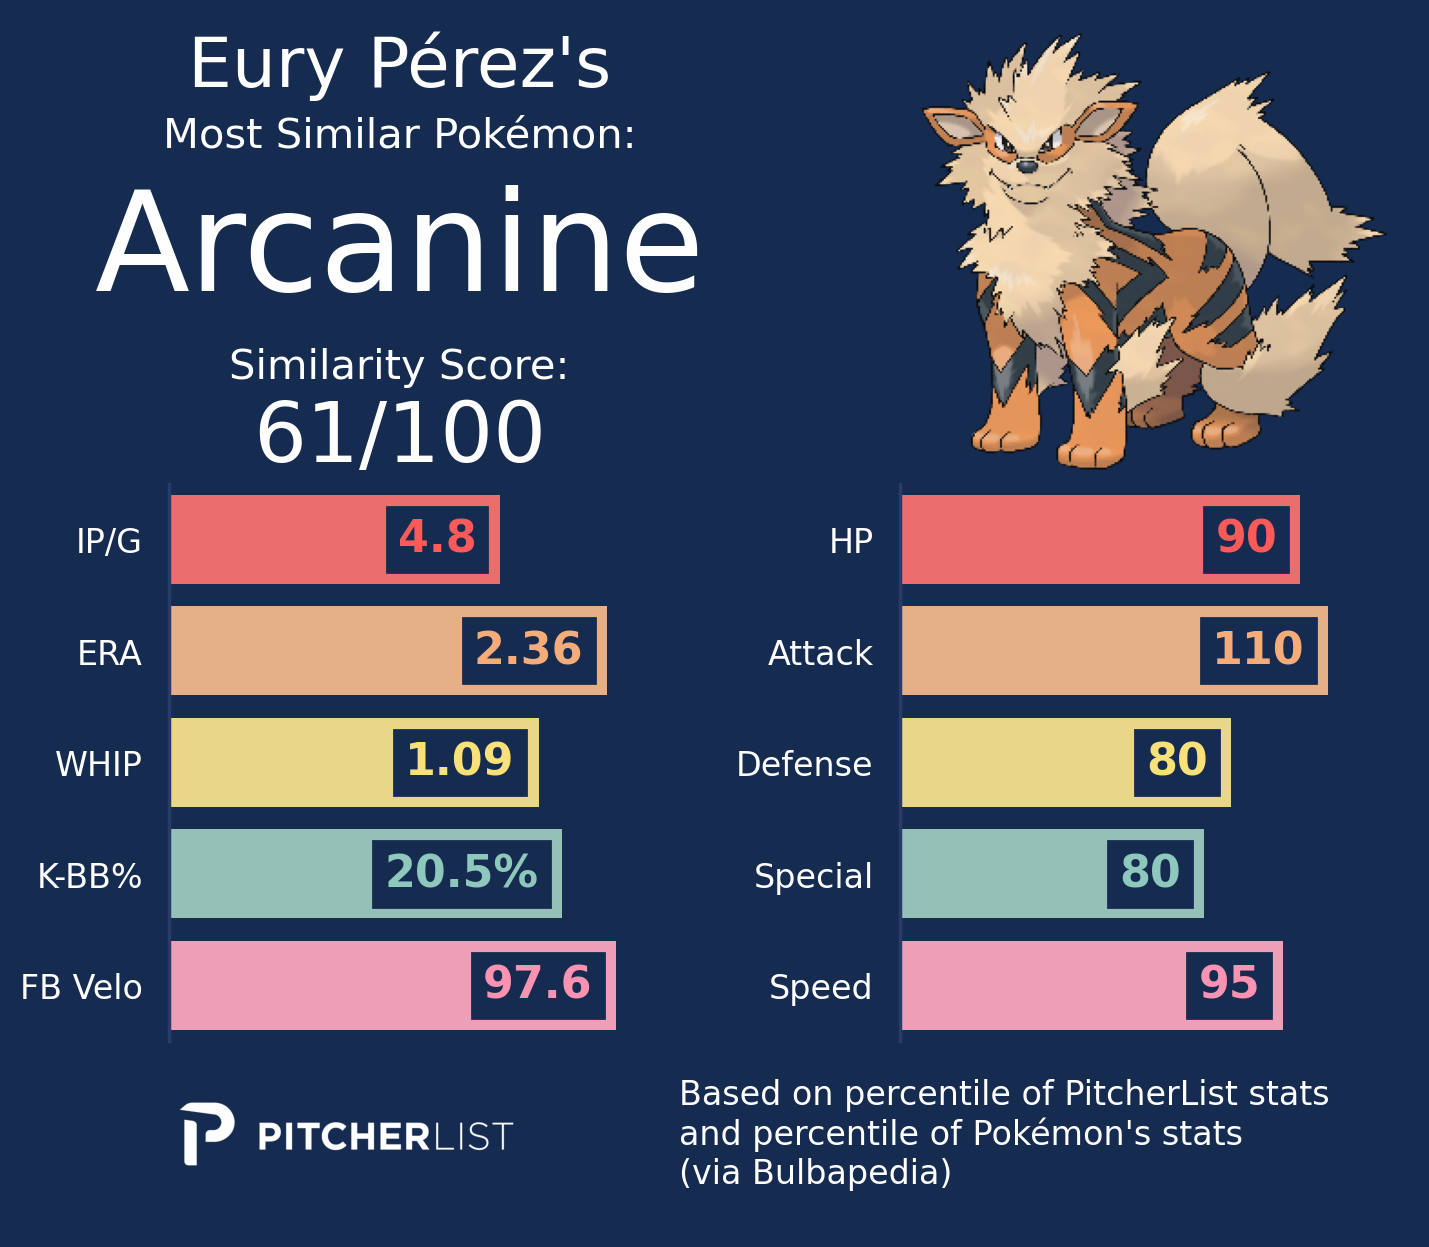 Eury Pérez's
Most Similar Pokémon:
Arcanine
Similarity Score:
61/100
IP/G 4.8
ERA 2.36
WHIP 1.09
K-BB% 20.5%
FB Velo 97.6
HP 90
Attack 110
Defense 80
Special 80
Speed 95
PITCHERLIST
Based on percentile of PitcherList stats
and percentile of Pokémon's stats
(via Bulbapedia)